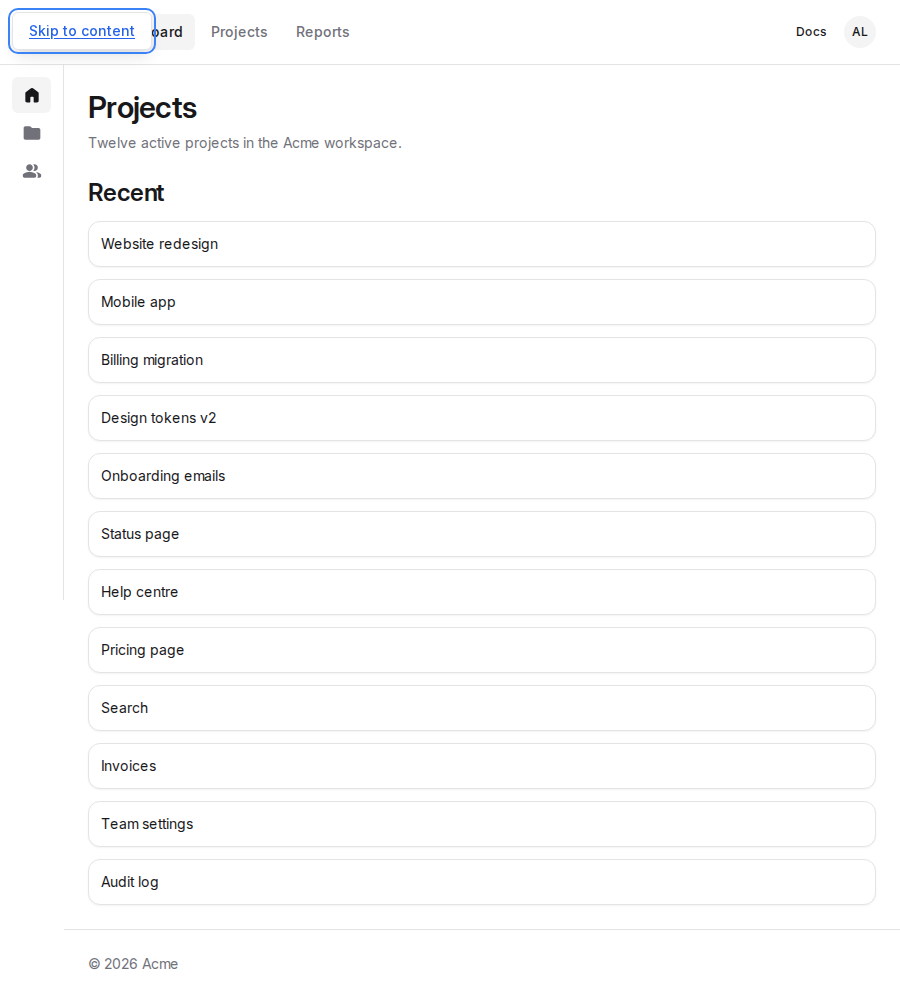 Skip to content
Projects
Reports
Docs
AL
Projects
Twelve active projects in the Acme workspace.
Recent
Website redesign
Mobile app
Billing migration
Design tokens v2
Onboarding emails
Status page
Help centre
Pricing page
Search
Invoices
Team settings
Audit log
© 2026 Acme